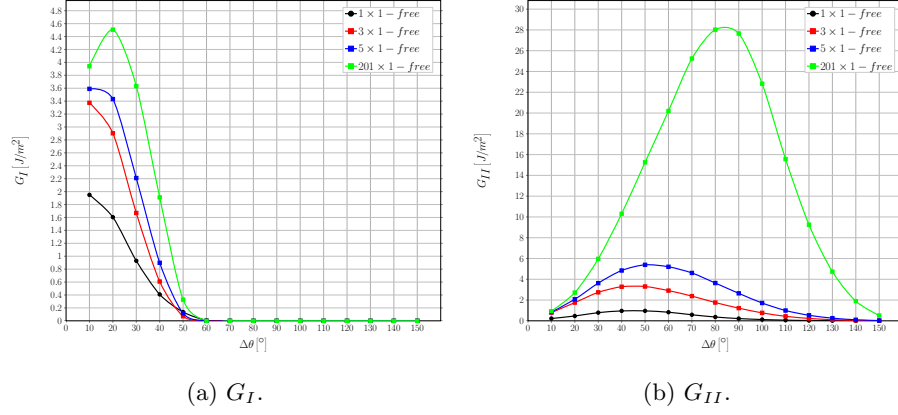 4.8
4.6
4.4
4.2
4
3.8
3.6
3.4
3.2
3
2.8
2.6
2.4
2.2
2
1.8
1.6
1.4
1.2
1
0.8
0.6
0.4
0.2
0
G_I [J/m²]
10 20 30 40 50 60 70 80 90 100 110 120 130 140 150
Δθ [°]
1 × 1 − free
3 × 1 − free
5 × 1 − free
201 × 1 − free
(a) G_I.
30
28
26
24
22
20
18
16
14
12
10
8
6
4
2
0
G_{II} [J/m²]
10 20 30 40 50 60 70 80 90 100 110 120 130 140 150
Δθ [°]
1 × 1 − free
3 × 1 − free
5 × 1 − free
201 × 1 − free
(b) G_{II}.